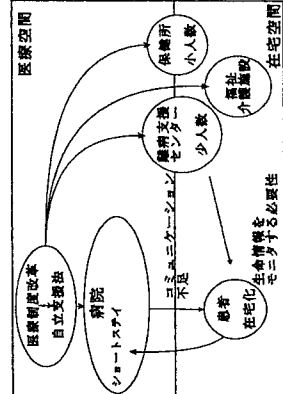 医療空間
医療制度改革
自立支援法
病院
ショートステイ
保健所
小人数
難病支援
センター
少人数
福祉
介護施設
コミュニケーション
不足
患者
在宅化
生命情報を
モニタする必要性
在宅空間